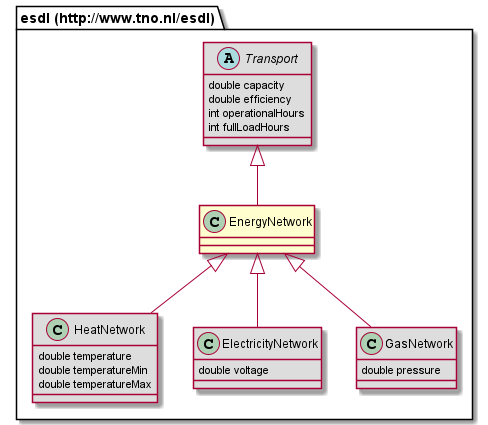 esdl (http://www.tno.nl/esdl)
A Transport
double capacity
double efficiency
int operationalHours
int fullLoadHours
C EnergyNetwork
C HeatNetwork
double temperature
double temperatureMin
double temperatureMax
C ElectricityNetwork
double voltage
C GasNetwork
double pressure